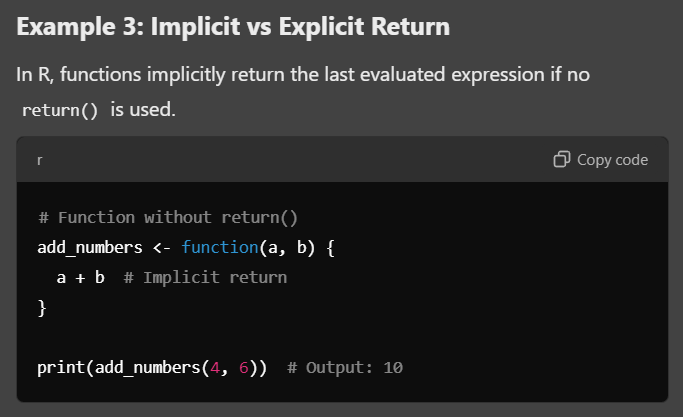 Example 3: Implicit vs Explicit Return
In R, functions implicitly return the last evaluated expression if no
return() is used.
r
Copy code
# Function without return()
add_numbers <- function(a, b) {
  a + b  # Implicit return
}
print(add_numbers(4, 6))  # Output: 10